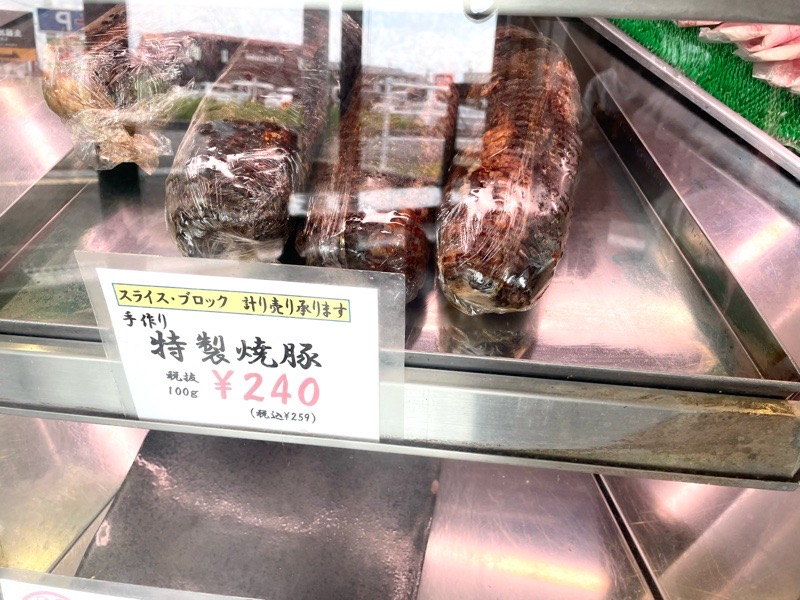 スライス・ブロック 計り売り承ります
手作り
特製焼豚
税抜
100g ¥240
(税込¥259)
P